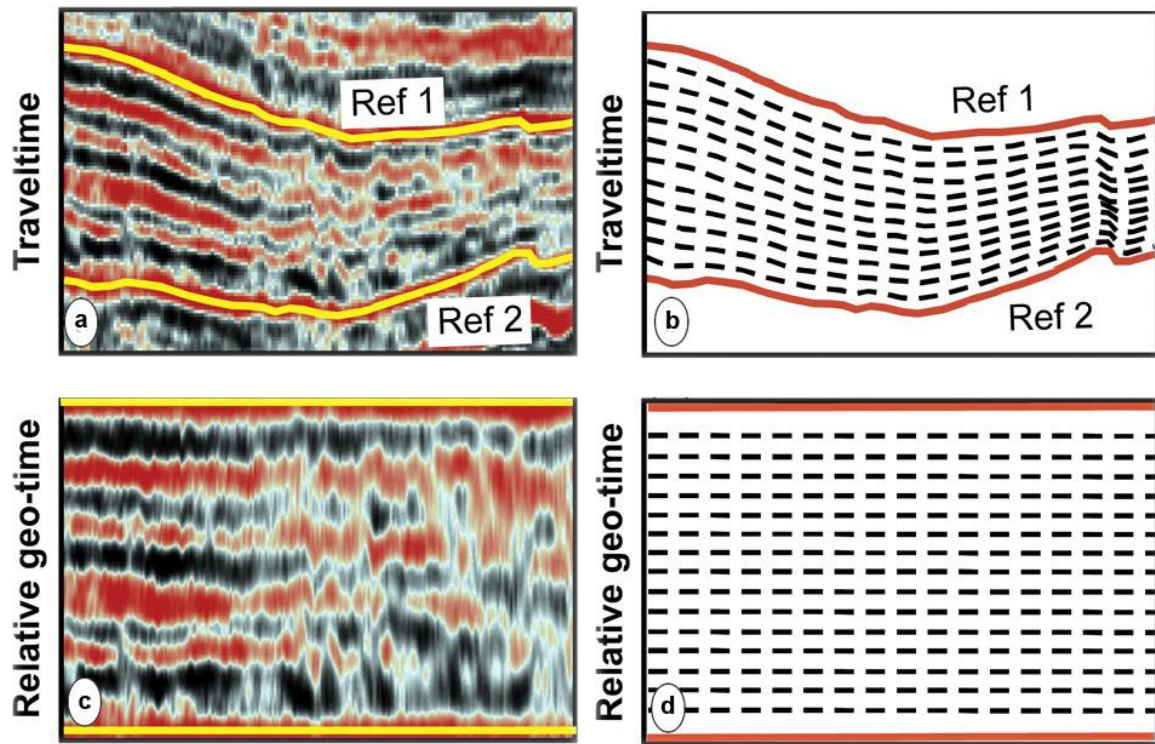 Traveltime
Ref 1
Ref 2
a
Traveltime
Ref 1
Ref 2
b
Relative geo-time
c
Relative geo-time
d